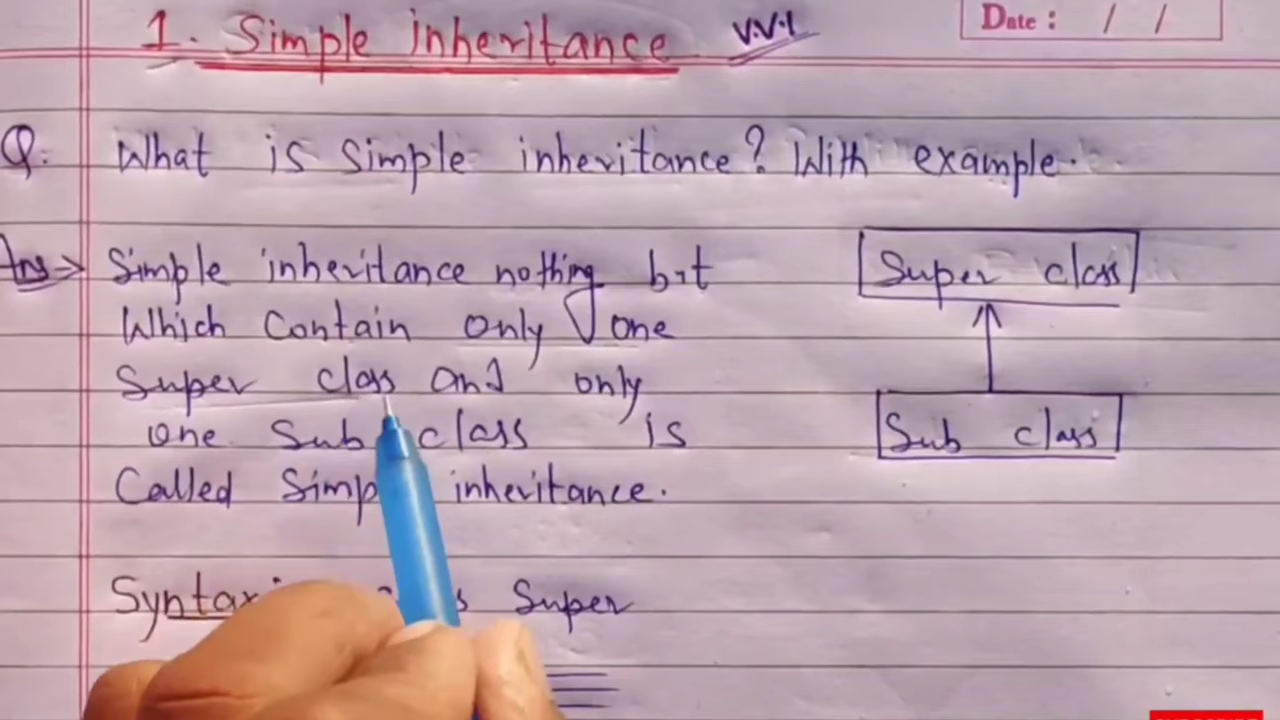 1. Simple inheritance V.V.I
Date : / /
Q. What is Simple inheritance? With example.
Ans⇒ Simple inheritance nothing but
Which Contain only one
Super class and only
one Sub class is
Called Simp inheritance.
Super class
Sub class
Syntax Super